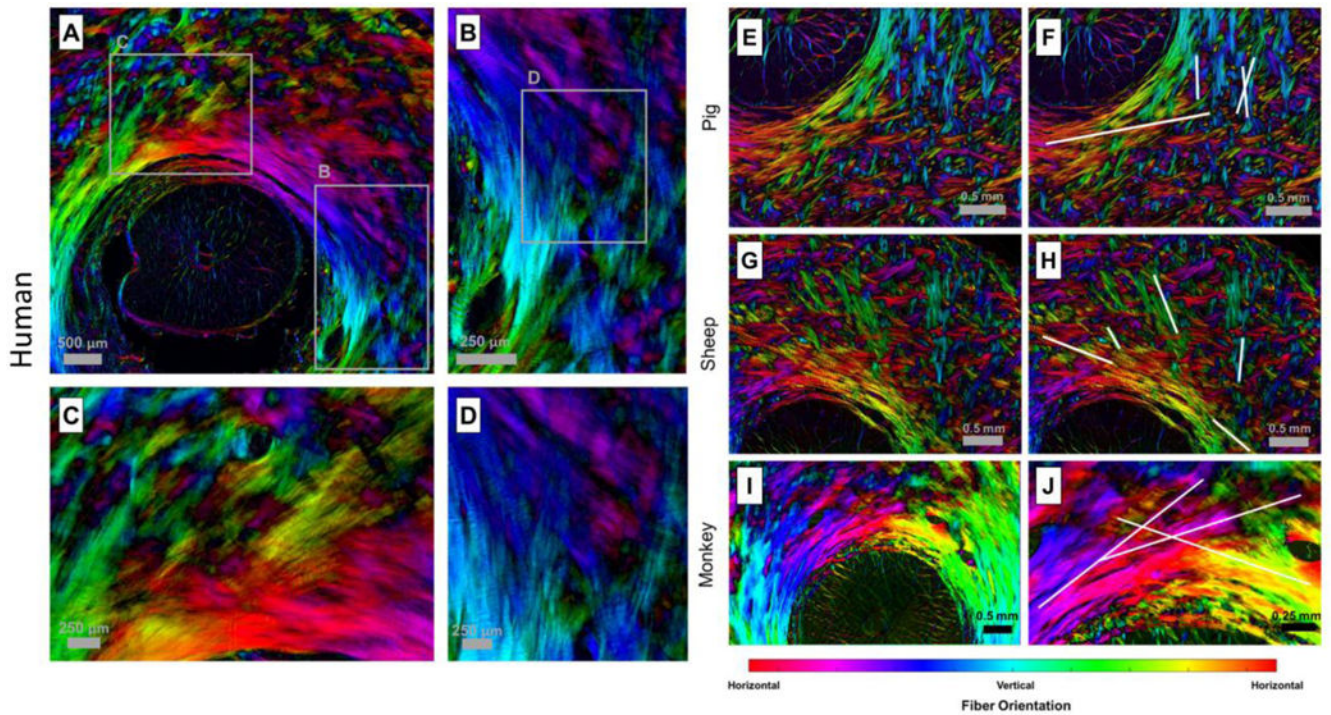 Human
A
C
B
500 µm
B
D
250 µm
C
250 µm
D
250 µm
Pig
E
0.5 mm
F
0.5 mm
Sheep
G
0.5 mm
H
0.5 mm
Monkey
I
0.5 mm
J
0.25 mm
Horizontal
Vertical
Horizontal
Fiber Orientation